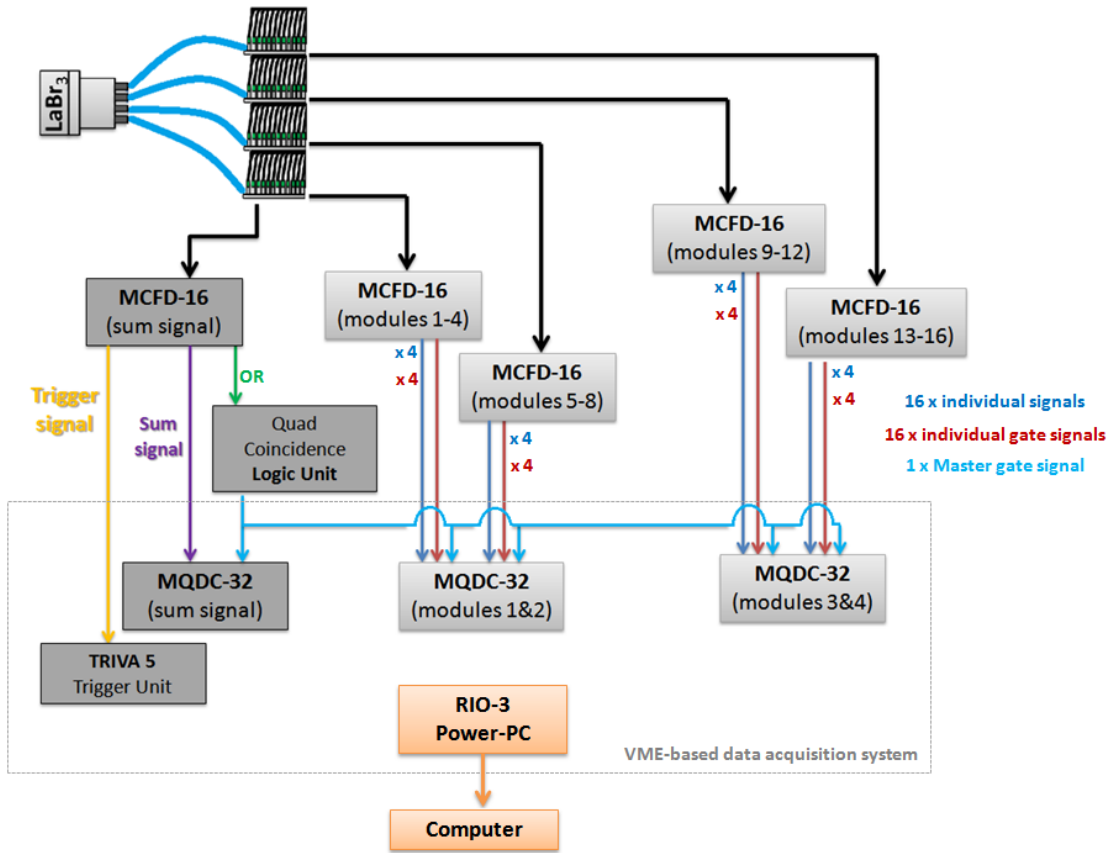 LaBr3
MCFD-16
(modules 9-12)
MCFD-16
(sum signal)
MCFD-16
(modules 1-4)
MCFD-16
(modules 13-16)
MCFD-16
(modules 5-8)
x 4
x 4
x 4
x 4
x 4
x 4
x 4
x 4
OR
Trigger
signal
Sum
signal
Quad
Coincidence
Logic Unit
16 x individual signals
16 x individual gate signals
1 x Master gate signal
MQDC-32
(sum signal)
MQDC-32
(modules 1&2)
MQDC-32
(modules 3&4)
TRIVA 5
Trigger Unit
RIO-3
Power-PC
VME-based data acquisition system
Computer